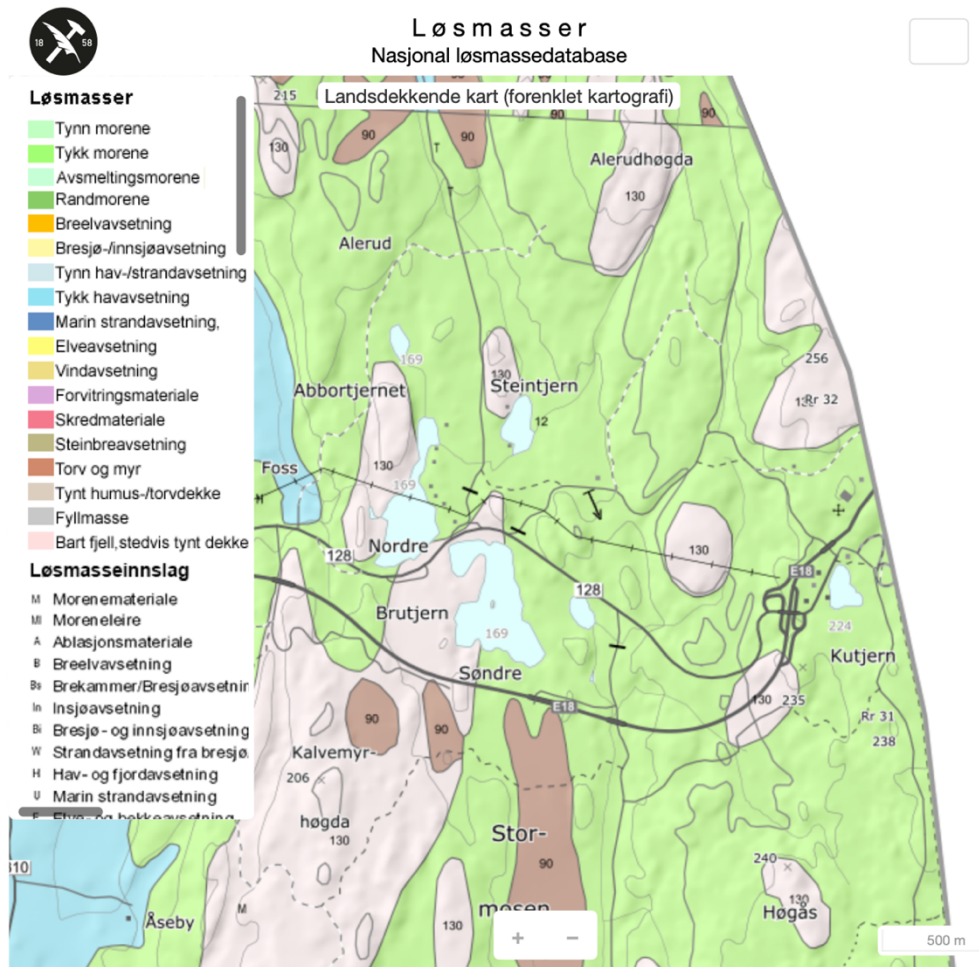 18 58
Løsmasser
Nasjonal løsmassedatabase
Landsdekkende kart (forenklet kartografi)
Løsmasser
Tynn morene
Tykk morene
Avsmeltingsmorene
Randmorene
Breelvavsetning
Bresjø-/innsjøavsetning
Tynn hav-/strandavsetning
Tykk havavsetning
Marin strandavsetning,
Elveavsetning
Vindavsetning
Forvitringsmateriale
Skredmateriale
Steinbreavsetning
Torv og myr
Tynt humus-/torvdekke
Fyllmasse
Bart fjell,stedvis tynt dekke
Løsmasseinnslag
M Morenemateriale
Ml Moreneleire
A Ablasjonsmateriale
B Breelvavsetning
Bs Brekammer/Bresjøavsetnin
In Insjøavsetning
Bi Bresjø- og innsjøavsetning
W Strandavsetning fra bresjø
H Hav- og fjordavsetning
U Marin strandavsetning
215
90
90
90
90
130
T
T
Alerudhøgda
130
Alerud
256
Rr 32
169
Abbortjernet
130
Steintjern
12
Foss
H
130
169
128
Nordre
130
E18
128
Brutjern
169
224
Kutjern
Søndre
E18
130
235
90
90
Rr 31
238
Kalvemyr-
206
høgda
130
Stor-
90
240
130
Høgås
mosen
310
M
Åseby
130
+ −
500 m